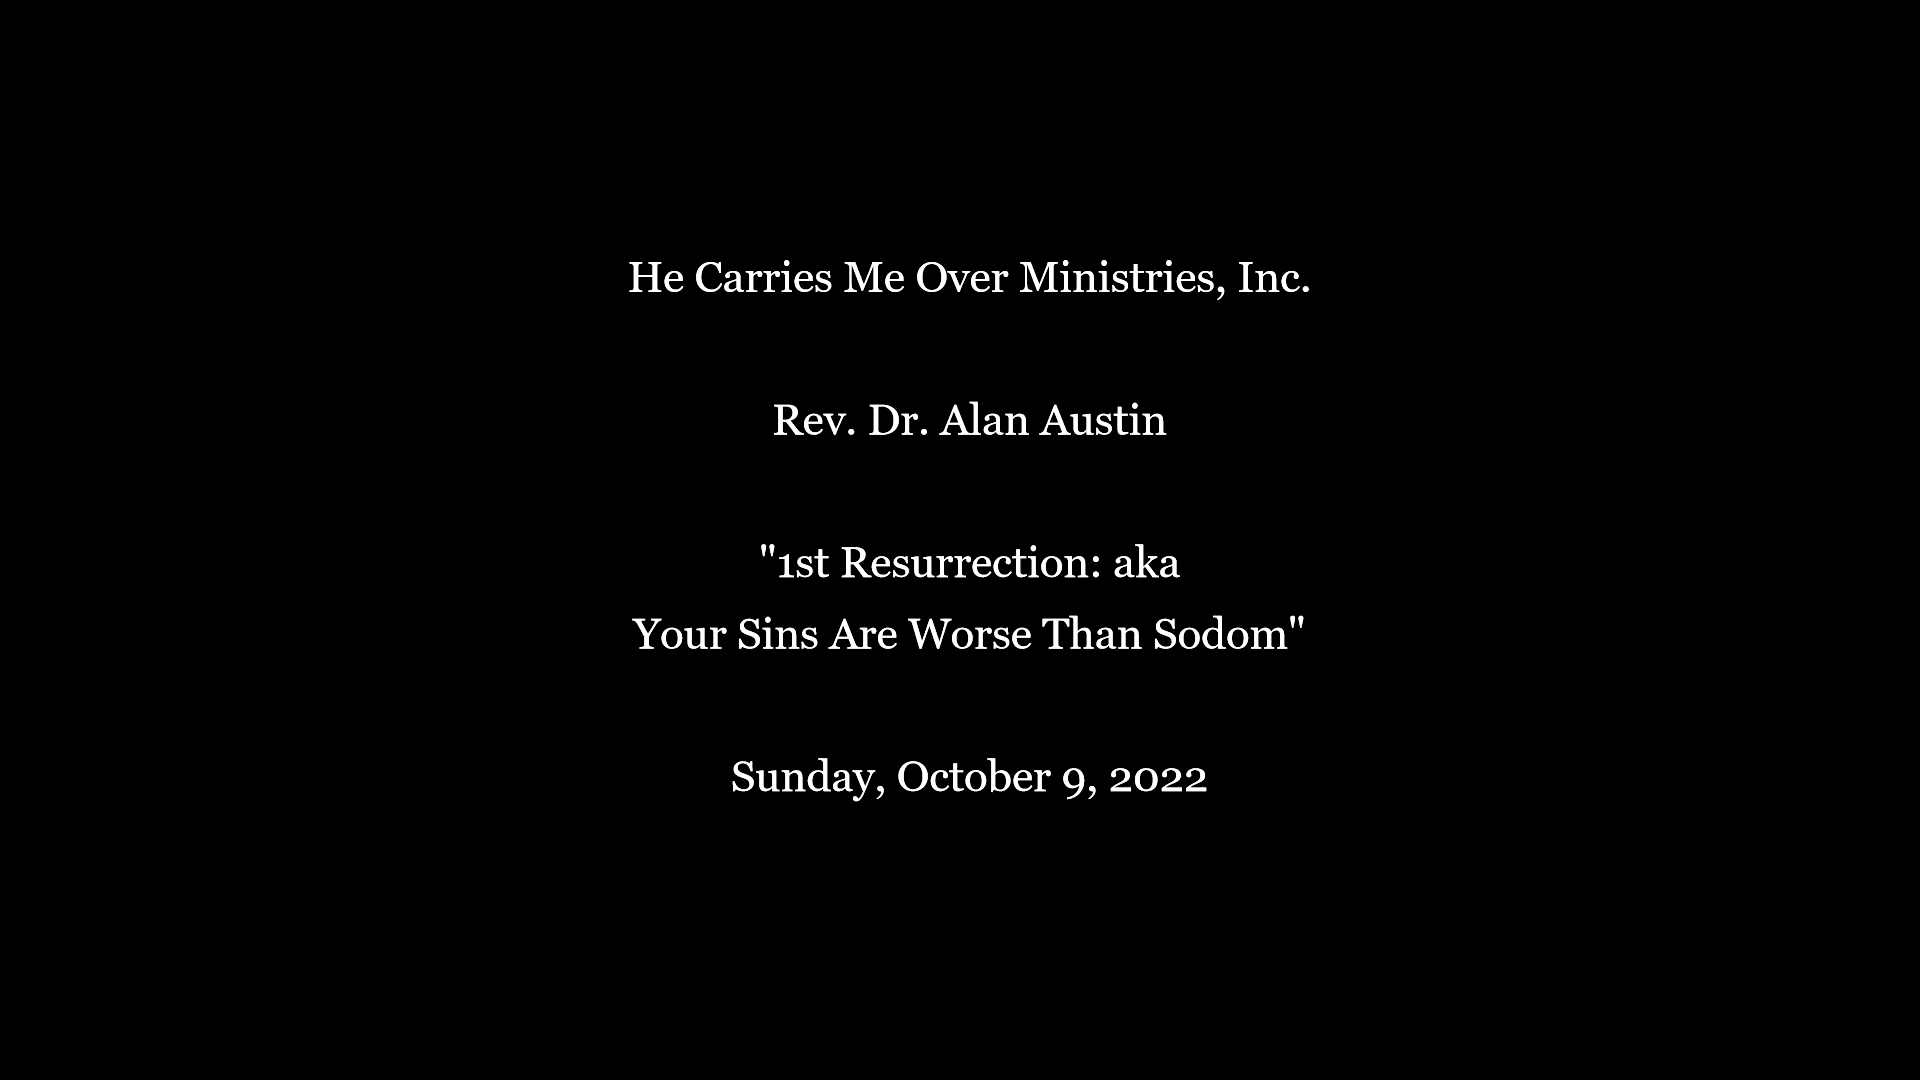 He Carries Me Over Ministries, Inc.
Rev. Dr. Alan Austin
"1st Resurrection: aka
Your Sins Are Worse Than Sodom"
Sunday, October 9, 2022